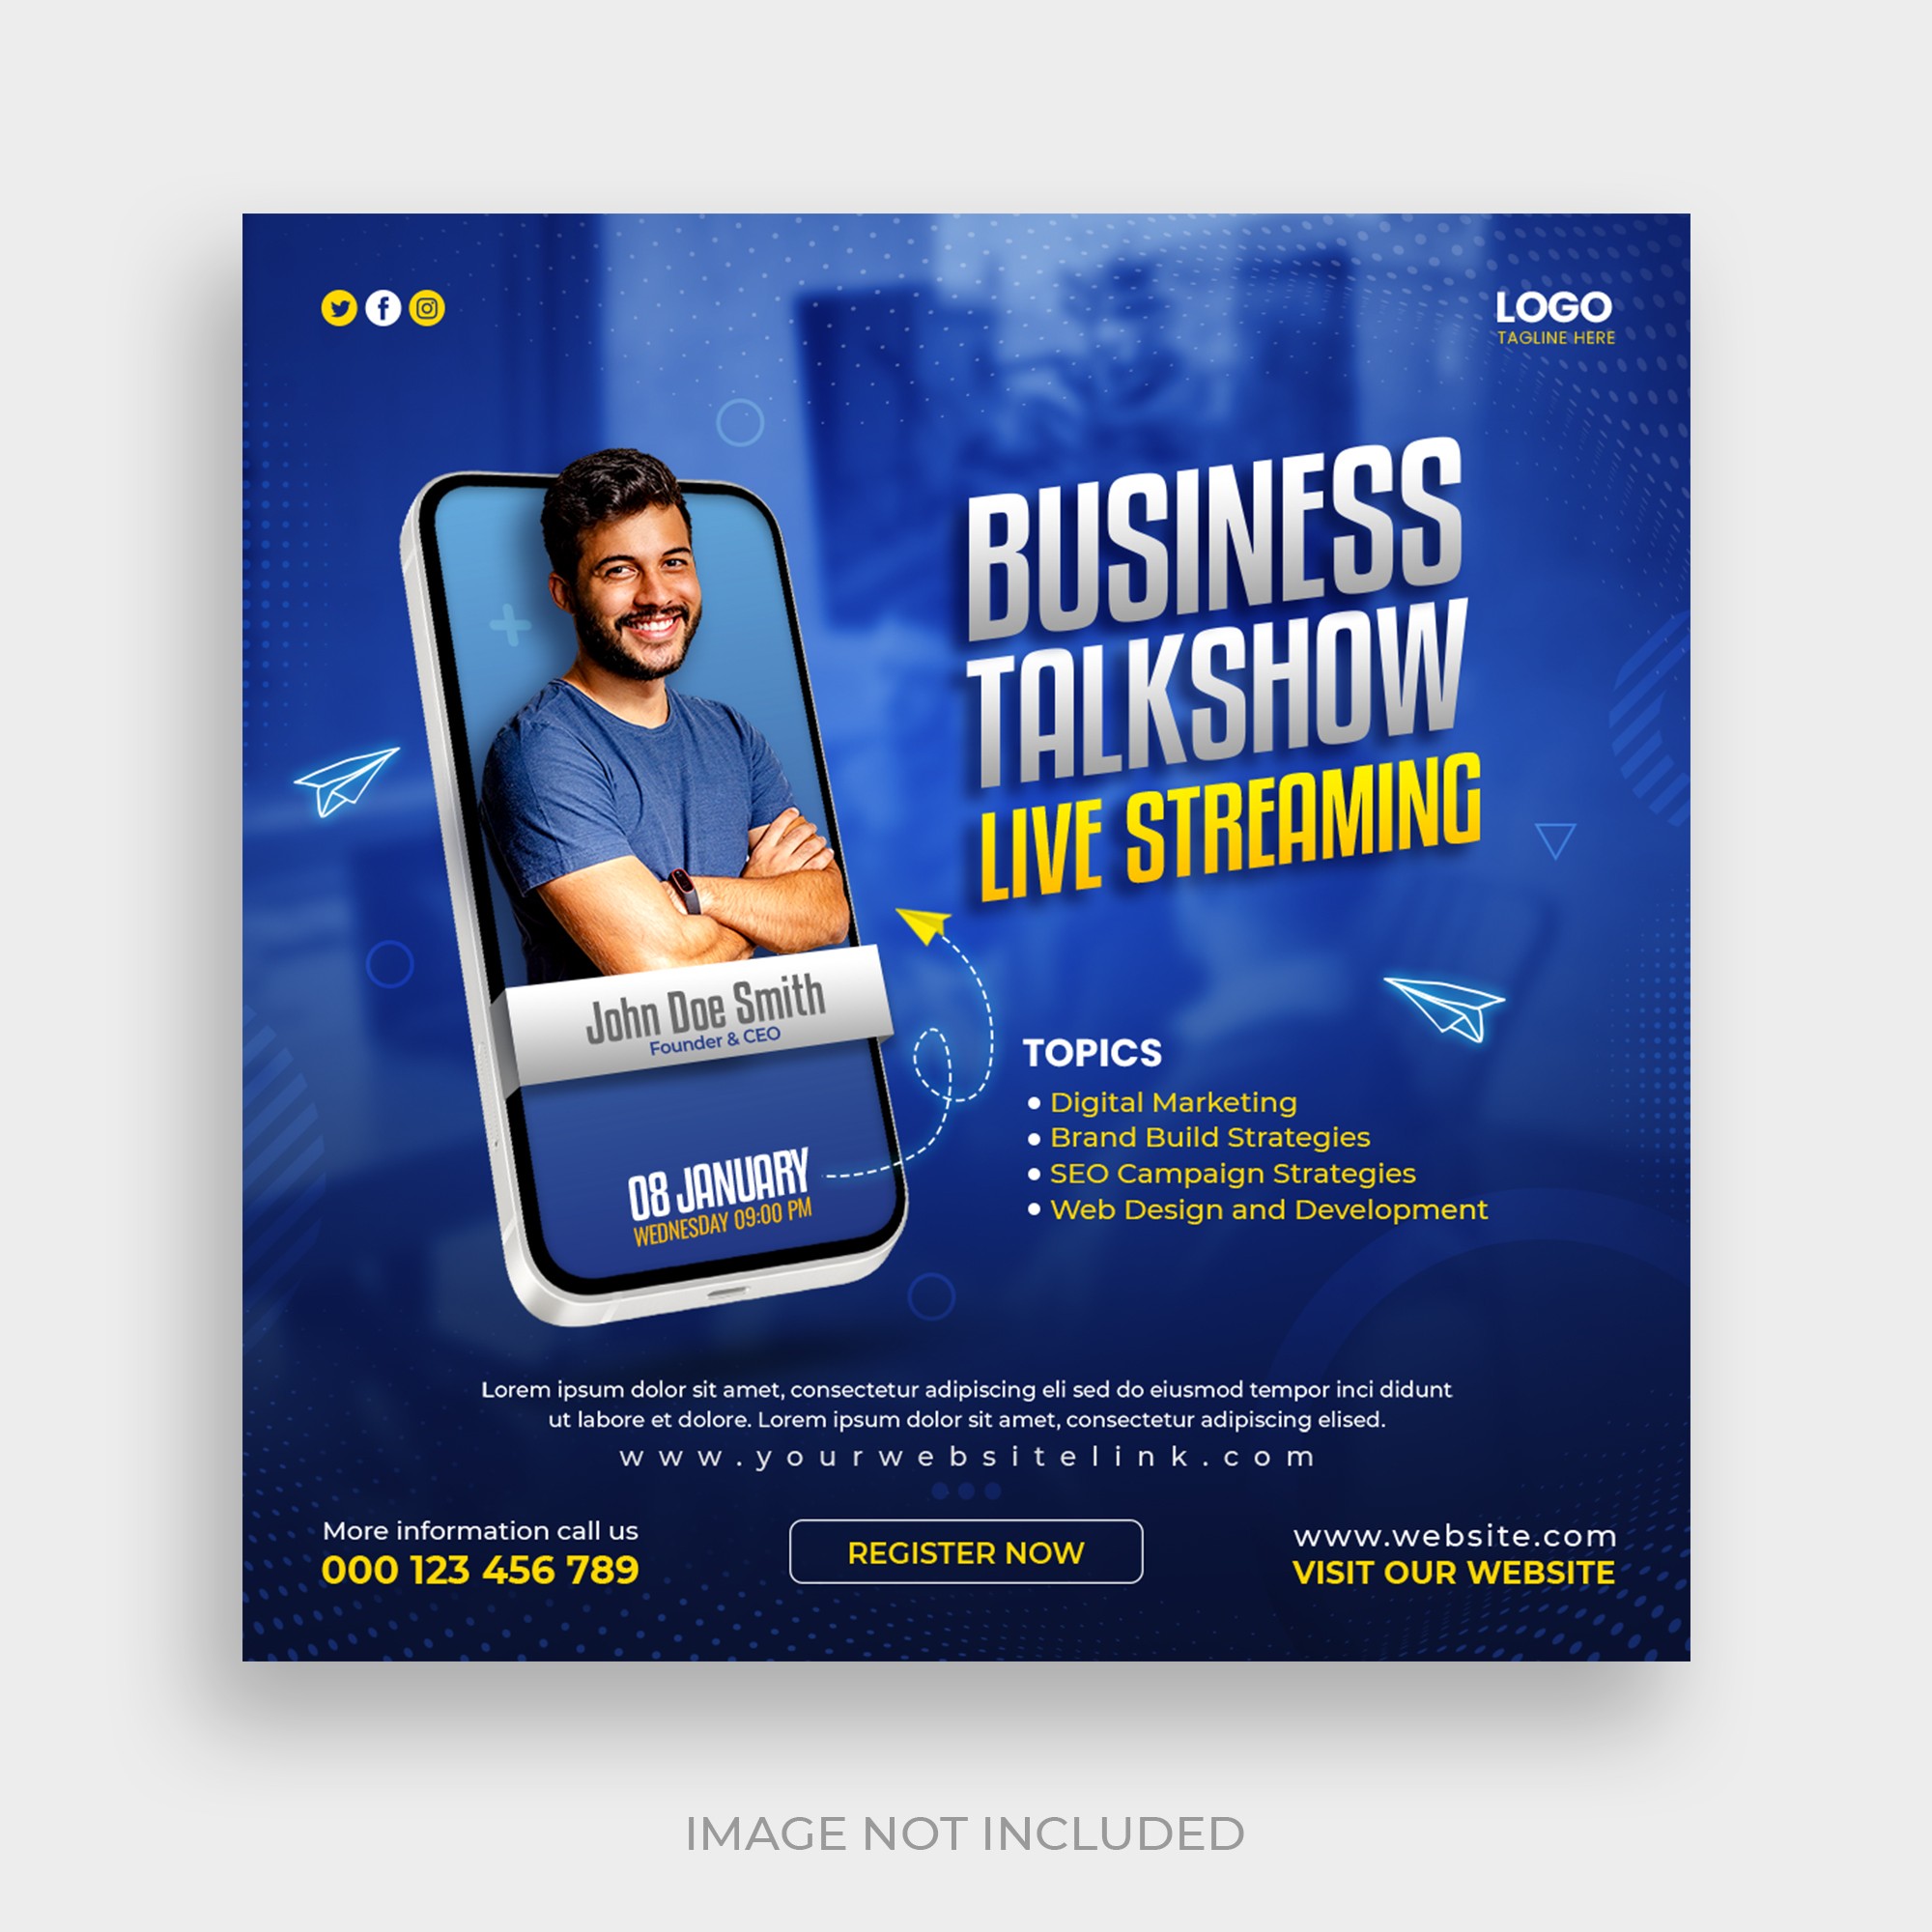 LOGO
TAGLINE HERE
BUSINESS
TALKSHOW
LIVE STREAMING
John Doe Smith
Founder & CEO
08 JANUARY
WEDNESDAY 09:00 PM
TOPICS
Digital Marketing
Brand Build Strategies
SEO Campaign Strategies
Web Design and Development
Lorem ipsum dolor sit amet, consectetur adipiscing eli sed do eiusmod tempor inci didunt
ut labore et dolore. Lorem ipsum dolor sit amet, consectetur adipiscing elised.
www.yourwebsitelink.com
More information call us
000 123 456 789
REGISTER NOW
www.website.com
VISIT OUR WEBSITE
IMAGE NOT INCLUDED